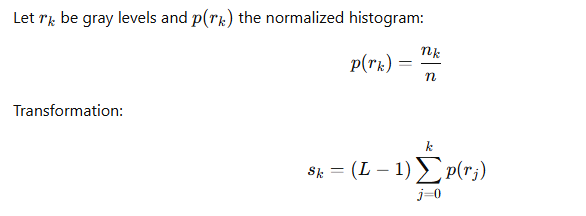 Let r_k be gray levels and p(r_k) the normalized histogram:
p(r_k) = n_k / n
Transformation:
s_k = (L − 1) ∑_{j=0}^{k} p(r_j)